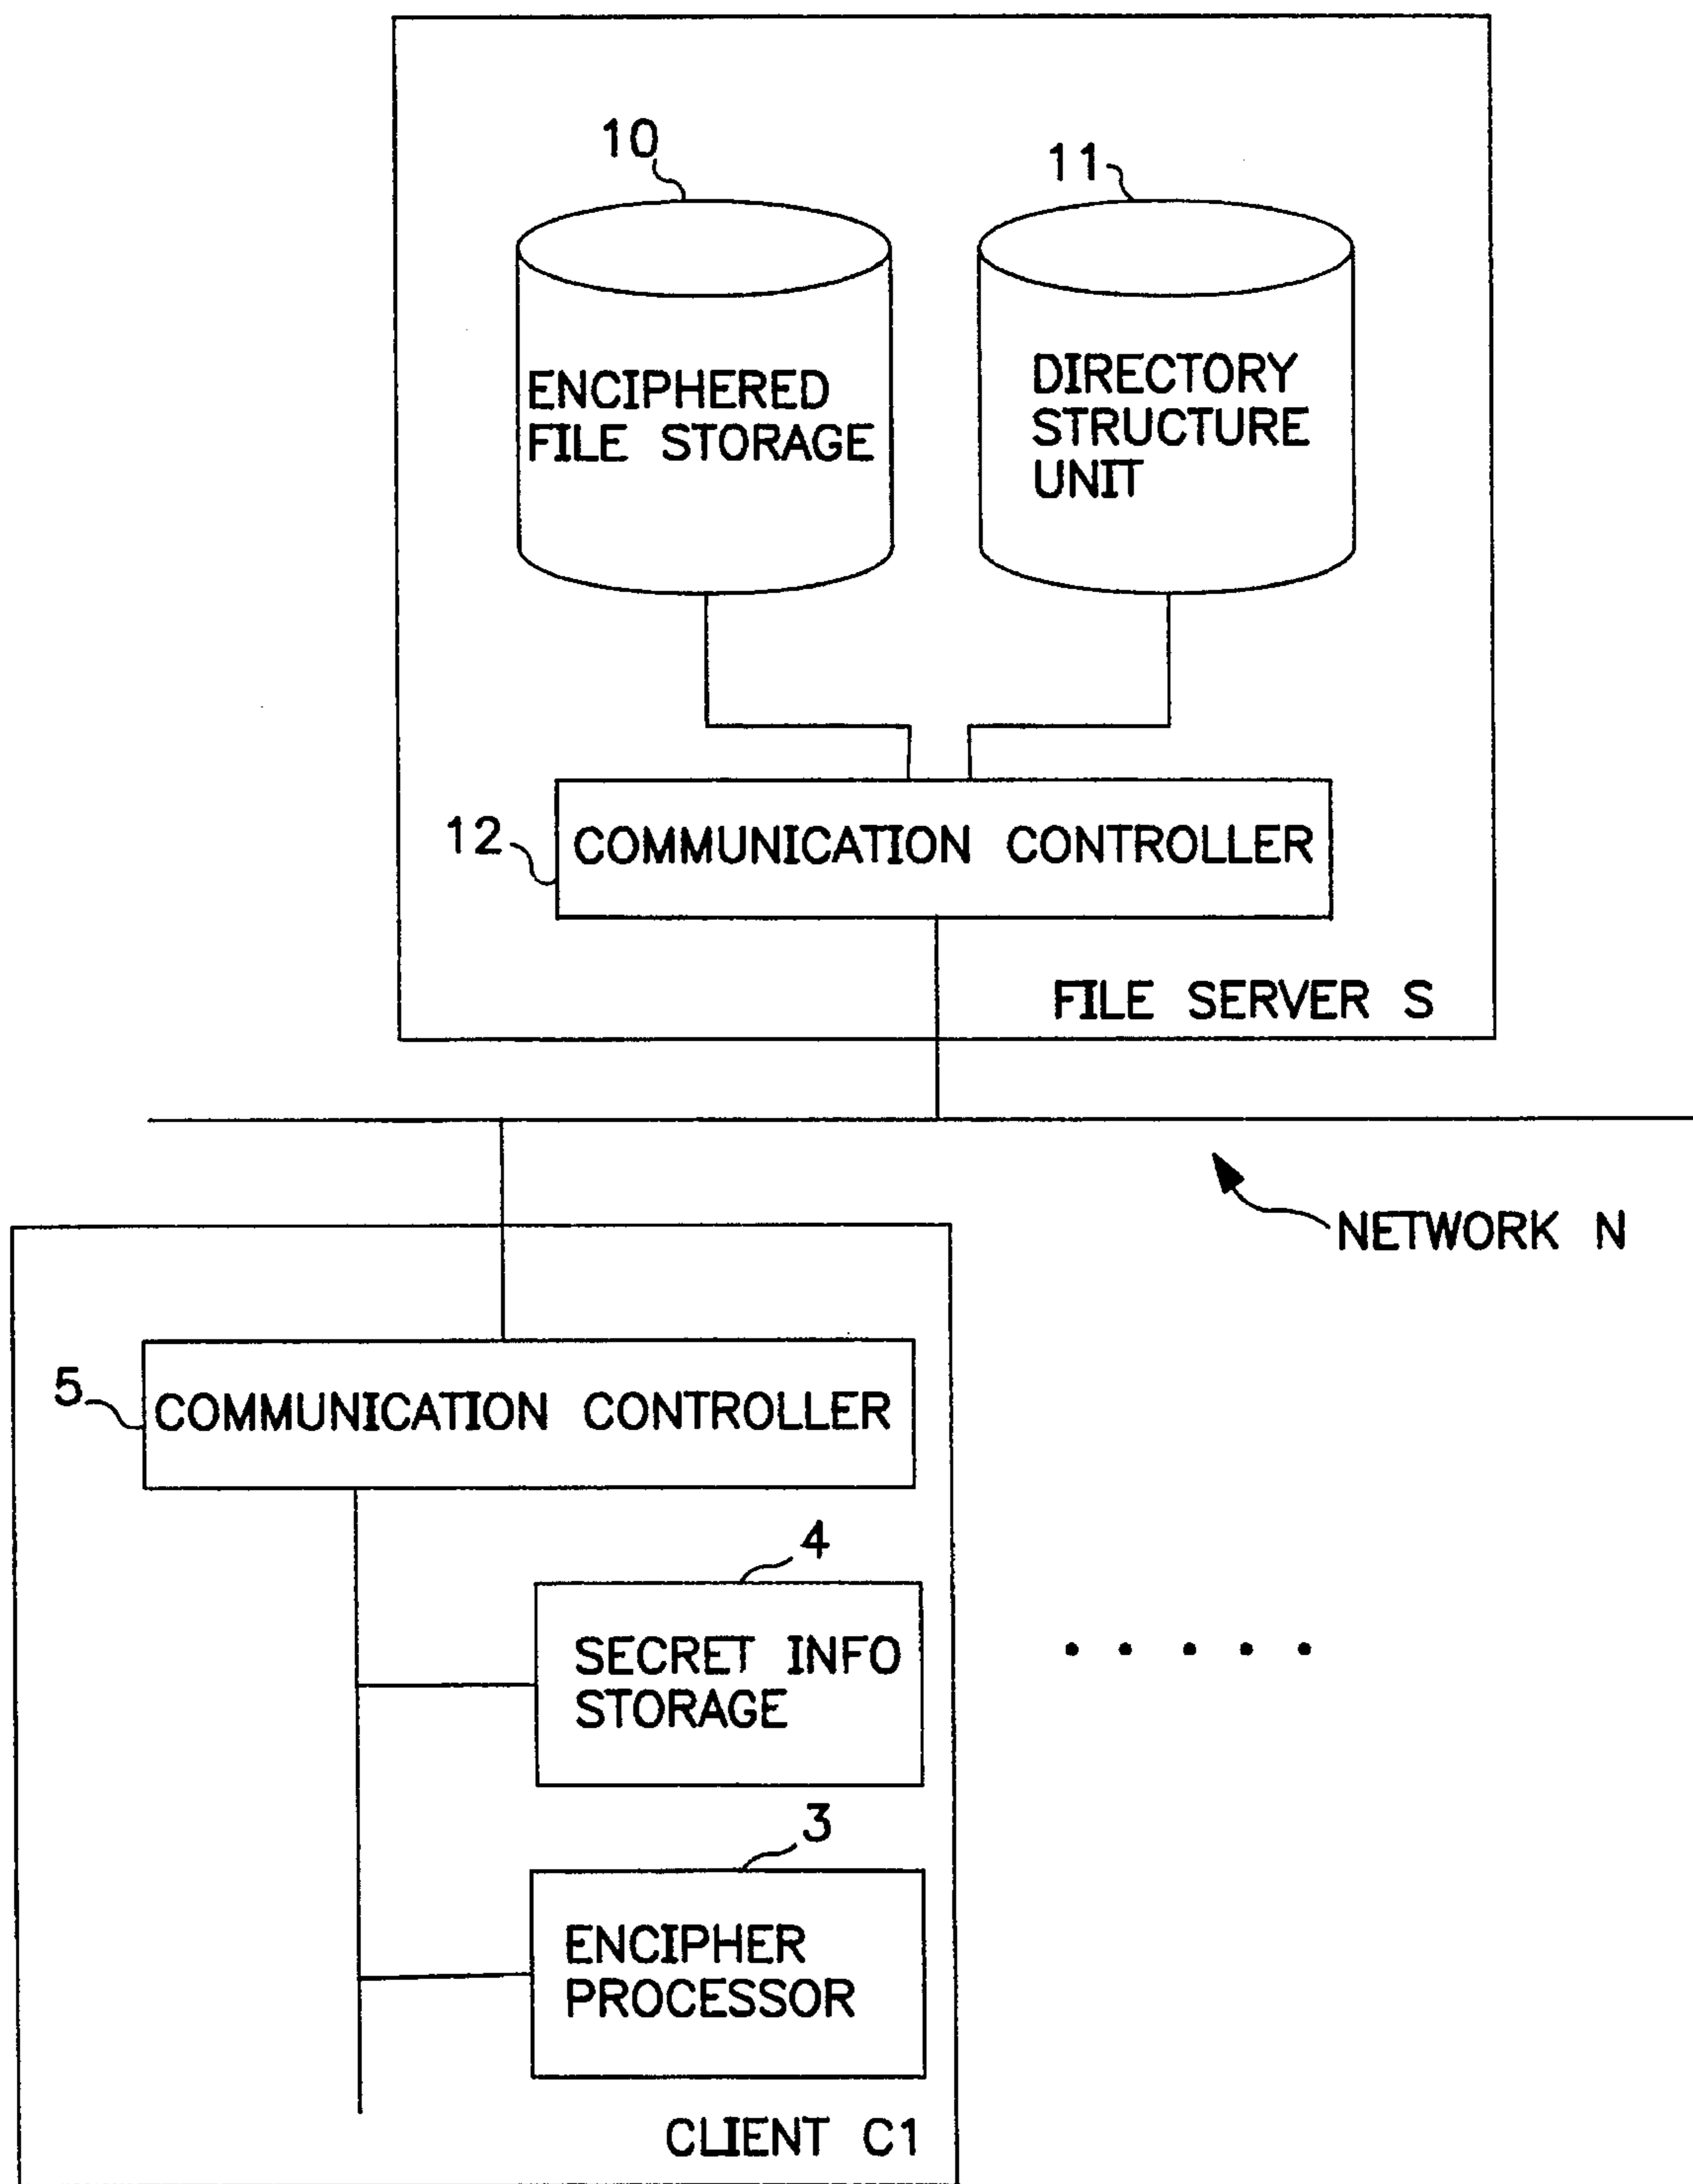 10
11
ENCIPHERED
FILE STORAGE
DIRECTORY
STRUCTURE
UNIT
12
COMMUNICATION CONTROLLER
FILE SERVER S
NETWORK N
5
COMMUNICATION CONTROLLER
4
SECRET INFO
STORAGE
3
ENCIPHER
PROCESSOR
CLIENT C1